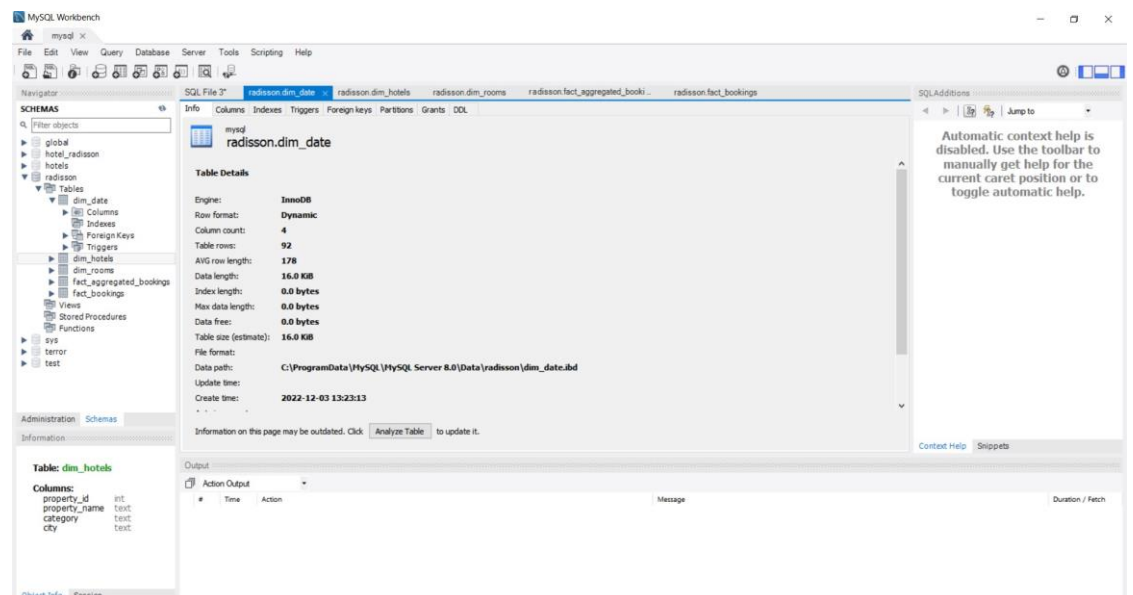 MySQL Workbench
mysql ×
File Edit View Query Database Server Tools Scripting Help
Navigator
SCHEMAS
Filter objects
global
hotel_radisson
hotels
radisson
Tables
dim_date
Columns
Indexes
Foreign Keys
Triggers
dim_hotels
dim_rooms
fact_aggregated_bookings
fact_bookings
Views
Stored Procedures
Functions
sys
terror
test
Administration Schemas
Information
Table: dim_hotels
Columns:
property_id int
property_name text
category text
city text
Object Info Session
SQL File 3* radisson.dim_date × radisson.dim_hotels radisson.dim_rooms radisson.fact_aggregated_booki.. radisson.fact_bookings
Info Columns Indexes Triggers Foreign keys Partitions Grants DDL
mysql
radisson.dim_date
Table Details
Engine: InnoDB
Row format: Dynamic
Column count: 4
Table rows: 92
AVG row length: 178
Data length: 16.0 KiB
Index length: 0.0 bytes
Max data length: 0.0 bytes
Data free: 0.0 bytes
Table size (estimate): 16.0 KiB
File format:
Data path: C:\ProgramData\MySQL\MySQL Server 8.0\Data\radisson\dim_date.ibd
Update time:
Create time: 2022-12-03 13:23:13
Information on this page may be outdated. Click Analyze Table to update it.
Output
Action Output
# Time Action Message Duration / Fetch
SQLAdditions
Jump to
Automatic context help is
disabled. Use the toolbar to
manually get help for the
current caret position or to
toggle automatic help.
Context Help Snippets